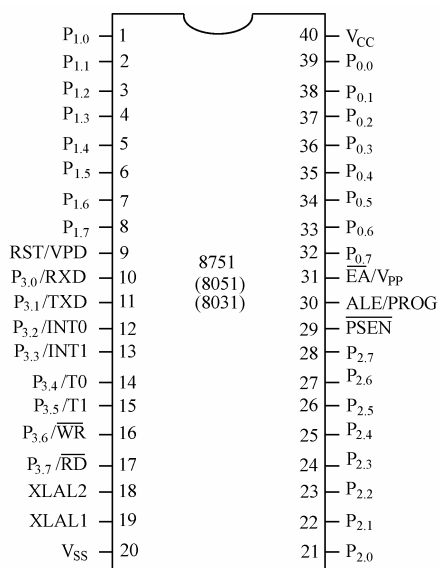 P1.0 1 40 VCC
P1.1 2 39 P0.0
P1.2 3 38 P0.1
P1.3 4 37 P0.2
P1.4 5 36 P0.3
P1.5 6 35 P0.4
P1.6 7 34 P0.5
P1.7 8 33 P0.6
RST/VPD 9 32 P0.7
P3.0/RXD 10 8751 31 E̅A̅/VPP
P3.1/TXD 11 (8051) 30 ALE/PROG
P3.2/INT0 12 (8031) 29 P̅S̅E̅N̅
P3.3/INT1 13 28 P2.7
P3.4/T0 14 27 P2.6
P3.5/T1 15 26 P2.5
P3.6/W̅R̅ 16 25 P2.4
P3.7/R̅D̅ 17 24 P2.3
XLAL2 18 23 P2.2
XLAL1 19 22 P2.1
VSS 20 21 P2.0